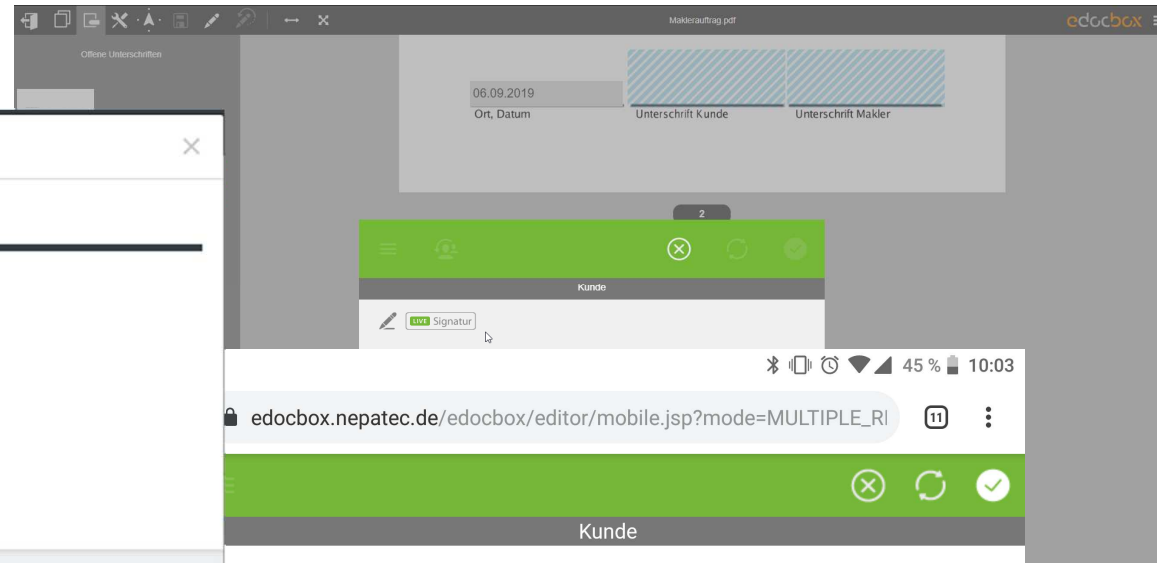 Maklerauftrag.pdf
edocbox
Offene Unterschriften
06.09.2019
Ort, Datum
Unterschrift Kunde
Unterschrift Makler
2
Kunde
LIVE Signatur
45 % 10:03
edocbox.nepatec.de/edocbox/editor/mobile.jsp?mode=MULTIPLE_RI
11
Kunde